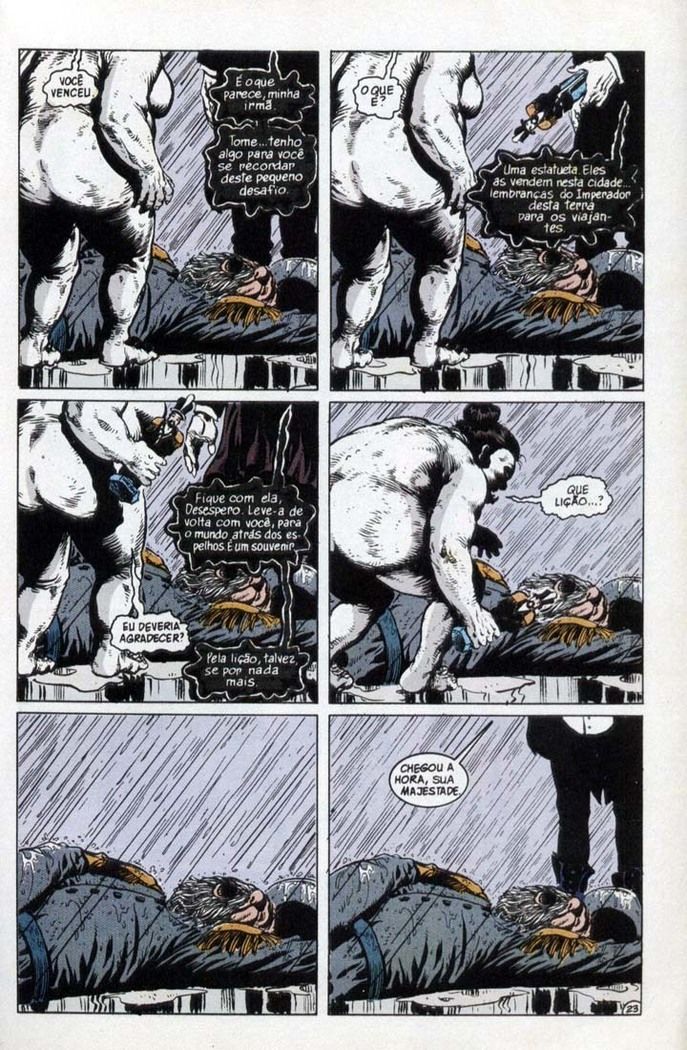 VOCÊ
VENCEU.
É o que
parece, minha
irmã.
Tome...tenho
algo para você
se recordar
deste pequeno
desafio.
O QUE
É?
Uma estatueta. Eles
as vendem nesta cidade...
lembranças do Imperador
desta terra
para os viajan-
tes.
Fique com ela,
Desespero. Leve-a de
volta com você, para
o mundo atrás dos es-
pelhos. É um souvenir.
EU DEVERIA
AGRADECER?
Pela lição, talvez,
se por nada
mais.
QUE
LIÇÃO...?
CHEGOU A
HORA, SUA
MAJESTADE.
23